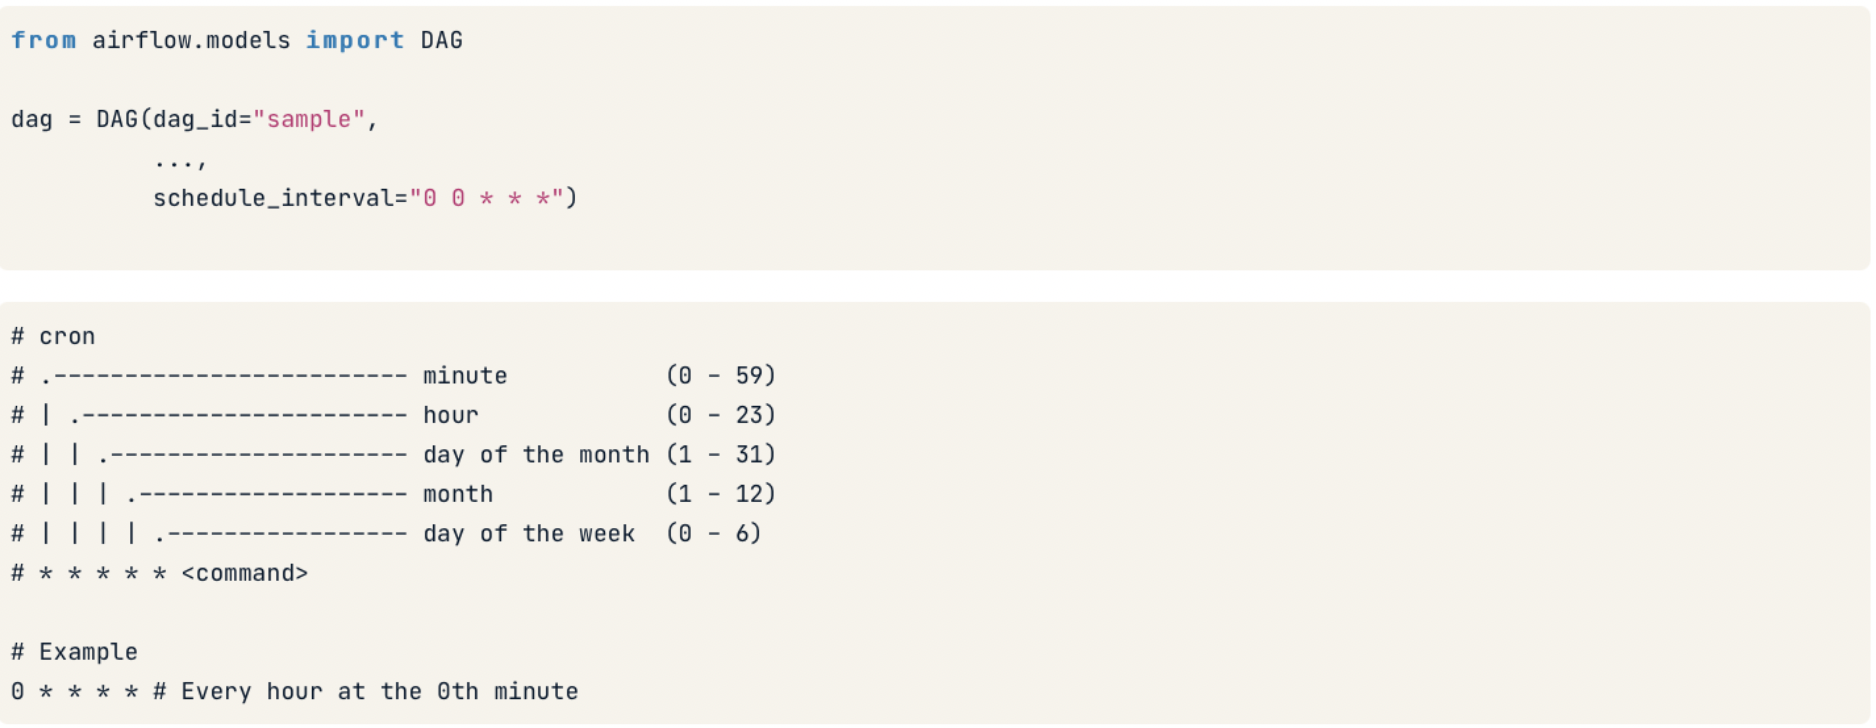 from airflow.models import DAG
dag = DAG(dag_id="sample",
          ...,
          schedule_interval="0 0 * * *")
# cron
# .------------------------- minute           (0 - 59)
# | .----------------------- hour             (0 - 23)
# | | .--------------------- day of the month (1 - 31)
# | | | .------------------- month            (1 - 12)
# | | | | .----------------- day of the week  (0 - 6)
# * * * * * <command>
# Example
0 * * * * # Every hour at the 0th minute